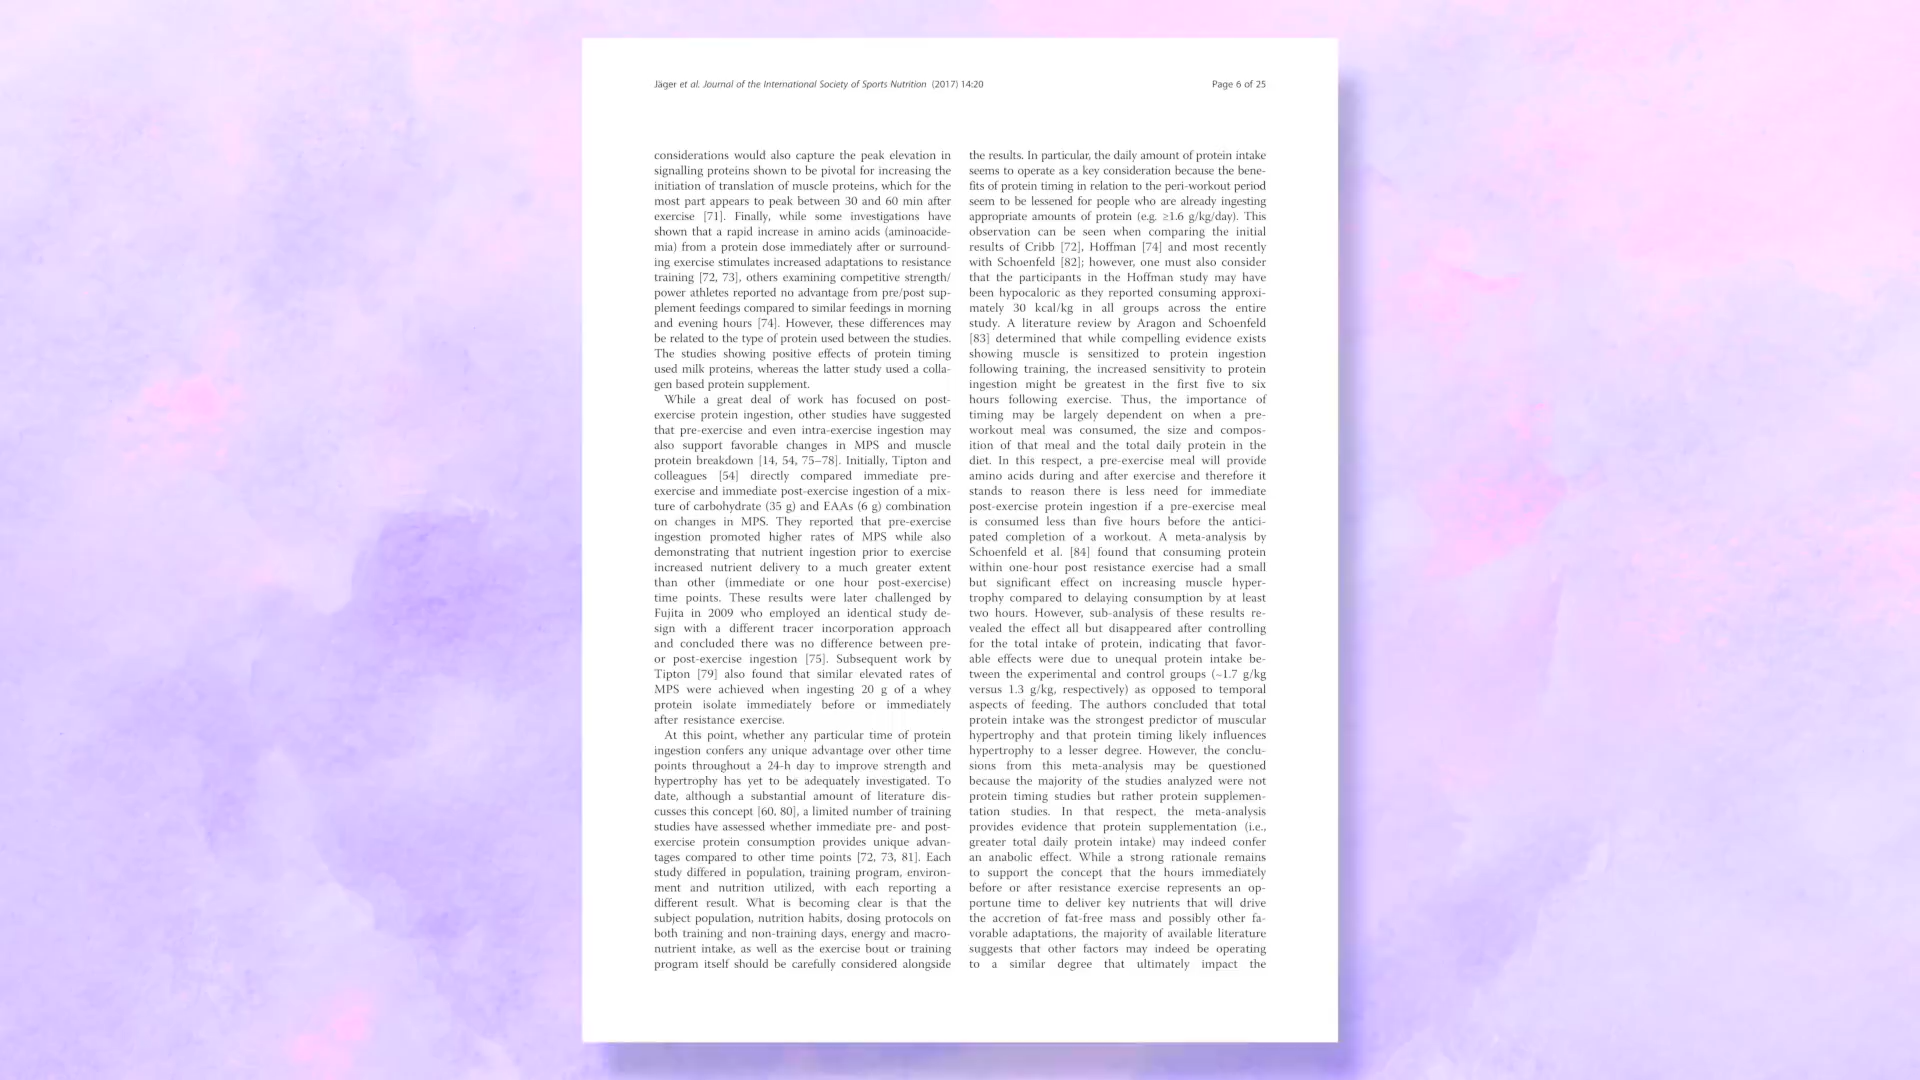 Jäger et al. Journal of the International Society of Sports Nutrition (2017) 14:20
Page 6 of 25
considerations would also capture the peak elevation in
signalling proteins shown to be pivotal for increasing the
initiation of translation of muscle proteins, which for the
most part appears to peak between 30 and 60 min after
exercise [71]. Finally, while some investigations have
shown that a rapid increase in amino acids (aminoacide-
mia) from a protein dose immediately after or surround-
ing exercise stimulates increased adaptations to resistance
training [72, 73], others examining competitive strength/
power athletes reported no advantage from pre/post sup-
plement feedings compared to similar feedings in morning
and evening hours [74]. However, these differences may
be related to the type of protein used between the studies.
The studies showing positive effects of protein timing
used milk proteins, whereas the latter study used a colla-
gen based protein supplement.
While a great deal of work has focused on post-
exercise protein ingestion, other studies have suggested
that pre-exercise and even intra-exercise ingestion may
also support favorable changes in MPS and muscle
protein breakdown [14, 54, 75–78]. Initially, Tipton and
colleagues [54] directly compared immediate pre-
exercise and immediate post-exercise ingestion of a mix-
ture of carbohydrate (35 g) and EAAs (6 g) combination
on changes in MPS. They reported that pre-exercise
ingestion promoted higher rates of MPS while also
demonstrating that nutrient ingestion prior to exercise
increased nutrient delivery to a much greater extent
than other (immediate or one hour post-exercise)
time points. These results were later challenged by
Fujita in 2009 who employed an identical study de-
sign with a different tracer incorporation approach
and concluded there was no difference between pre-
or post-exercise ingestion [75]. Subsequent work by
Tipton [79] also found that similar elevated rates of
MPS were achieved when ingesting 20 g of a whey
protein isolate immediately before or immediately
after resistance exercise.
At this point, whether any particular time of protein
ingestion confers any unique advantage over other time
points throughout a 24-h day to improve strength and
hypertrophy has yet to be adequately investigated. To
date, although a substantial amount of literature dis-
cusses this concept [60, 80], a limited number of training
studies have assessed whether immediate pre- and post-
exercise protein consumption provides unique advan-
tages compared to other time points [72, 73, 81]. Each
study differed in population, training program, environ-
ment and nutrition utilized, with each reporting a
different result. What is becoming clear is that the
subject population, nutrition habits, dosing protocols on
both training and non-training days, energy and macro-
nutrient intake, as well as the exercise bout or training
program itself should be carefully considered alongside
the results. In particular, the daily amount of protein intake
seems to operate as a key consideration because the bene-
fits of protein timing in relation to the peri-workout period
seem to be lessened for people who are already ingesting
appropriate amounts of protein (e.g. ≥1.6 g/kg/day). This
observation can be seen when comparing the initial
results of Cribb [72], Hoffman [74] and most recently
with Schoenfeld [82]; however, one must also consider
that the participants in the Hoffman study may have
been hypocaloric as they reported consuming approxi-
mately 30 kcal/kg in all groups across the entire
study. A literature review by Aragon and Schoenfeld
[83] determined that while compelling evidence exists
showing muscle is sensitized to protein ingestion
following training, the increased sensitivity to protein
ingestion might be greatest in the first five to six
hours following exercise. Thus, the importance of
timing may be largely dependent on when a pre-
workout meal was consumed, the size and compos-
ition of that meal and the total daily protein in the
diet. In this respect, a pre-exercise meal will provide
amino acids during and after exercise and therefore it
stands to reason there is less need for immediate
post-exercise protein ingestion if a pre-exercise meal
is consumed less than five hours before the antici-
pated completion of a workout. A meta-analysis by
Schoenfeld et al. [84] found that consuming protein
within one-hour post resistance exercise had a small
but significant effect on increasing muscle hyper-
trophy compared to delaying consumption by at least
two hours. However, sub-analysis of these results re-
vealed the effect all but disappeared after controlling
for the total intake of protein, indicating that favor-
able effects were due to unequal protein intake be-
tween the experimental and control groups (~1.7 g/kg
versus 1.3 g/kg, respectively) as opposed to temporal
aspects of feeding. The authors concluded that total
protein intake was the strongest predictor of muscular
hypertrophy and that protein timing likely influences
hypertrophy to a lesser degree. However, the conclu-
sions from this meta-analysis may be questioned
because the majority of the studies analyzed were not
protein timing studies but rather protein supplemen-
tation studies. In that respect, the meta-analysis
provides evidence that protein supplementation (i.e.,
greater total daily protein intake) may indeed confer
an anabolic effect. While a strong rationale remains
to support the concept that the hours immediately
before or after resistance exercise represents an op-
portune time to deliver key nutrients that will drive
the accretion of fat-free mass and possibly other fa-
vorable adaptations, the majority of available literature
suggests that other factors may indeed be operating
to a similar degree that ultimately impact the